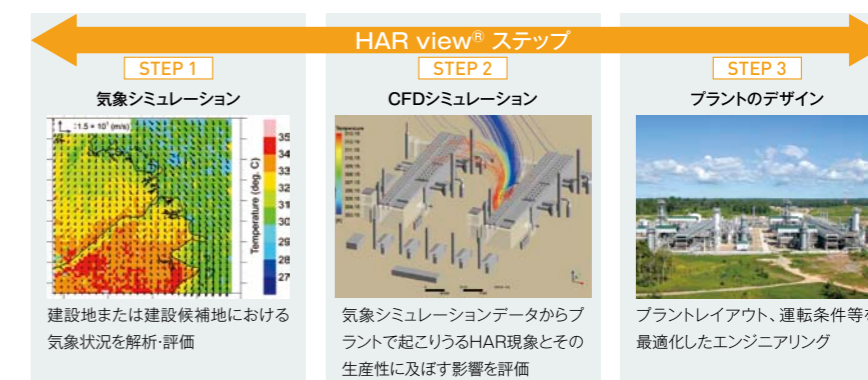 HAR view® ステップ
STEP 1
気象シミュレーション
:1.5 * 10¹ (m/s)
35
34
33
32
31
30
29
28
27
Temperature (deg. C)
建設地または建設候補地における
気象状況を解析・評価
STEP 2
CFDシミュレーション
Temperature
気象シミュレーションデータからプ
ラントで起こりうるHAR現象とその
生産性に及ぼす影響を評価
STEP 3
プラントのデザイン
プラントレイアウト、運転条件等を
最適化したエンジニアリング